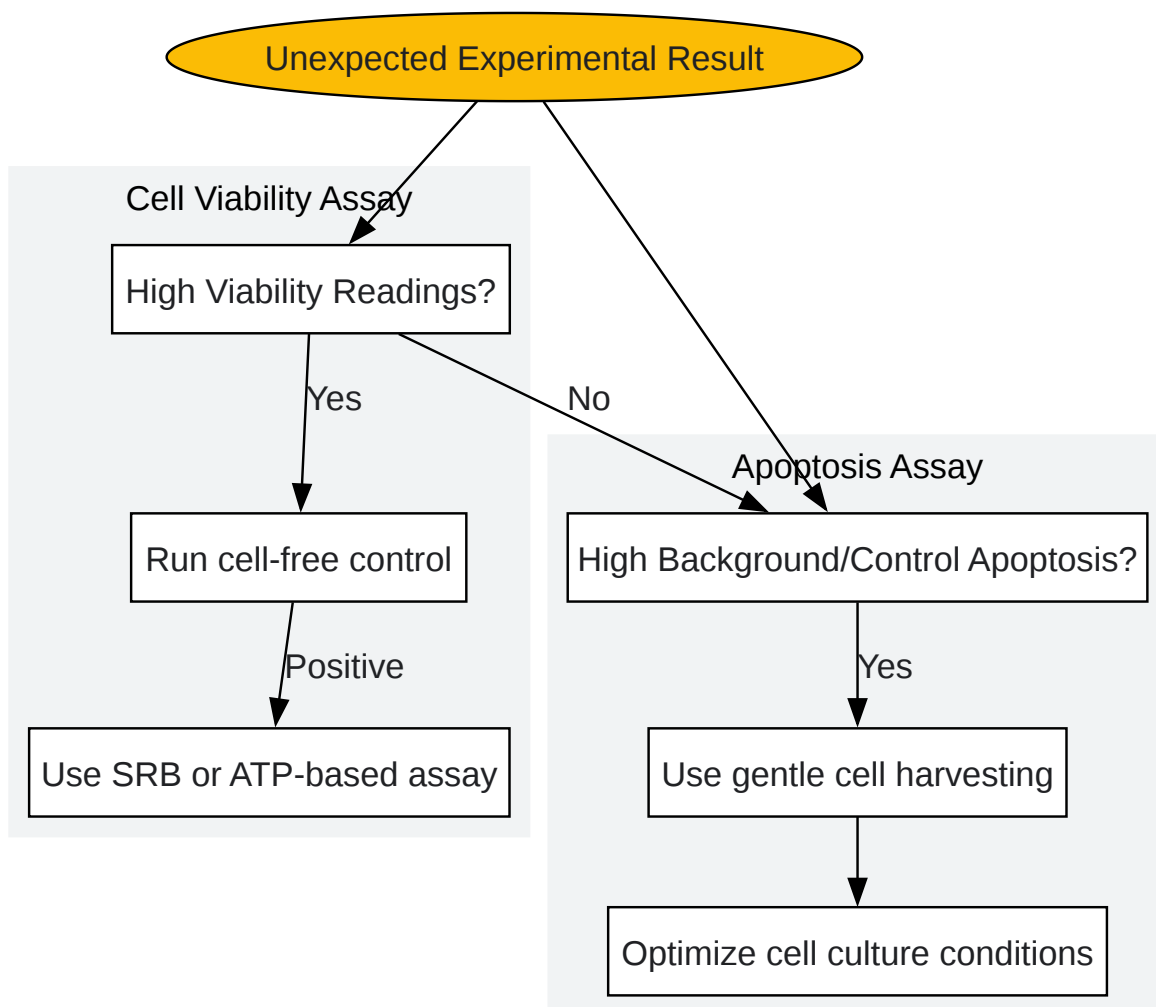 Unexpected Experimental Result
Cell Viability Assay
High Viability Readings?
Yes
No
Apoptosis Assay
Run cell-free control
High Background/Control Apoptosis?
Positive
Yes
Use SRB or ATP-based assay
Use gentle cell harvesting
Optimize cell culture conditions